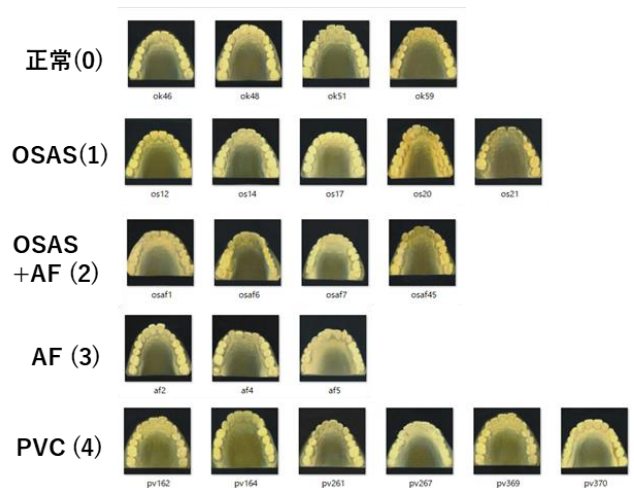 正常(0)
ok46 ok48 ok51 ok59
OSAS(1)
os12 os14 os17 os20 os21
OSAS
+AF (2)
osaf1 osaf6 osaf7 osaf45
AF (3)
af2 af4 af5
PVC (4)
pv162 pv164 pv261 pv267 pv369 pv370